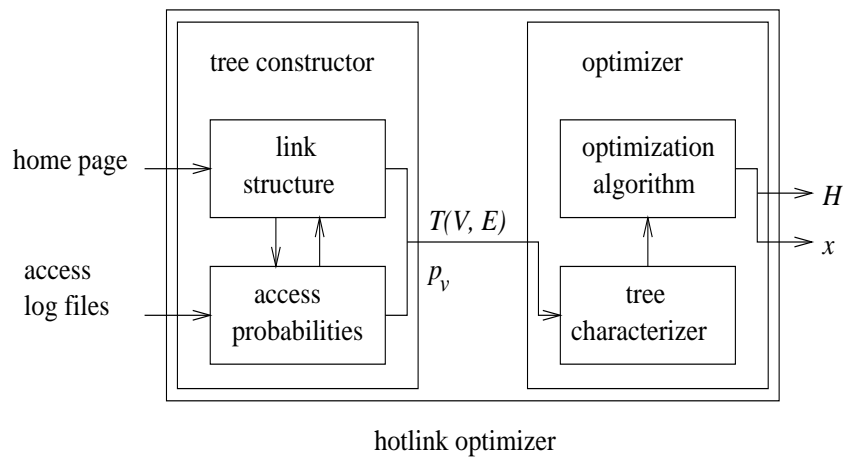 tree constructor
optimizer
home page
link
structure
optimization
algorithm
H
T(V, E)
x
access
log files
p_v
access
probabilities
tree
characterizer
hotlink optimizer